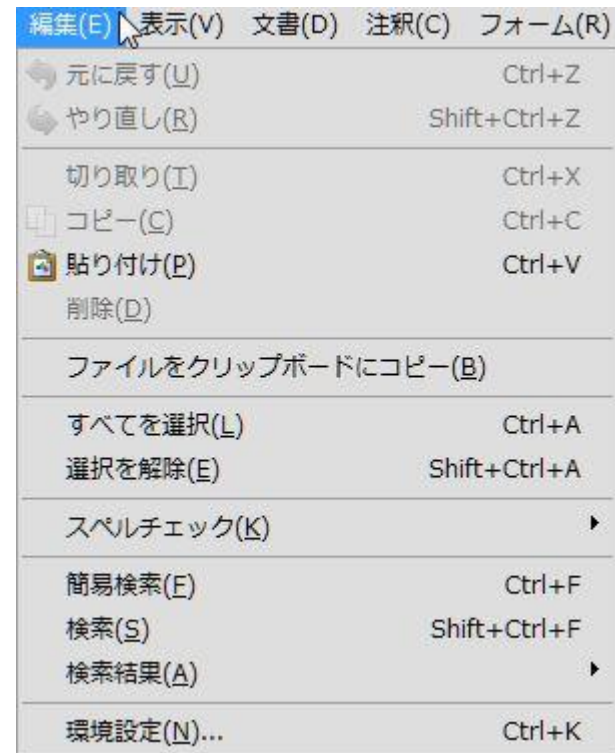 編集(E) 表示(V) 文書(D) 注釈(C) フォーム(R)
元に戻す(U) Ctrl+Z
やり直し(R) Shift+Ctrl+Z
切り取り(T) Ctrl+X
コピー(C) Ctrl+C
貼り付け(P) Ctrl+V
削除(D)
ファイルをクリップボードにコピー(B)
すべてを選択(L) Ctrl+A
選択を解除(E) Shift+Ctrl+A
スペルチェック(K)
簡易検索(F) Ctrl+F
検索(S) Shift+Ctrl+F
検索結果(A)
環境設定(N)... Ctrl+K